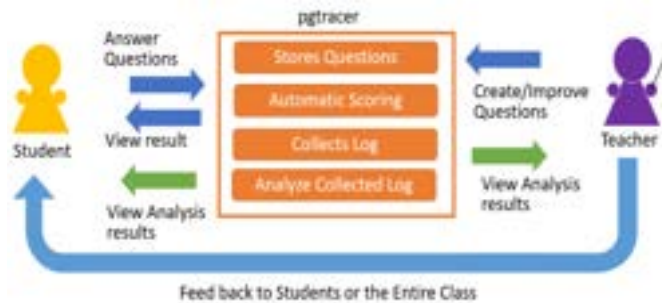 pgtracer
Answer
Questions
Stores Questions
Automatic Scoring
Create/Improve
Questions
Student
View result
Collects Log
Teacher
Analyze Collected Log
View Analysis
results
View Analysis
results
Feed back to Students or the Entire Class